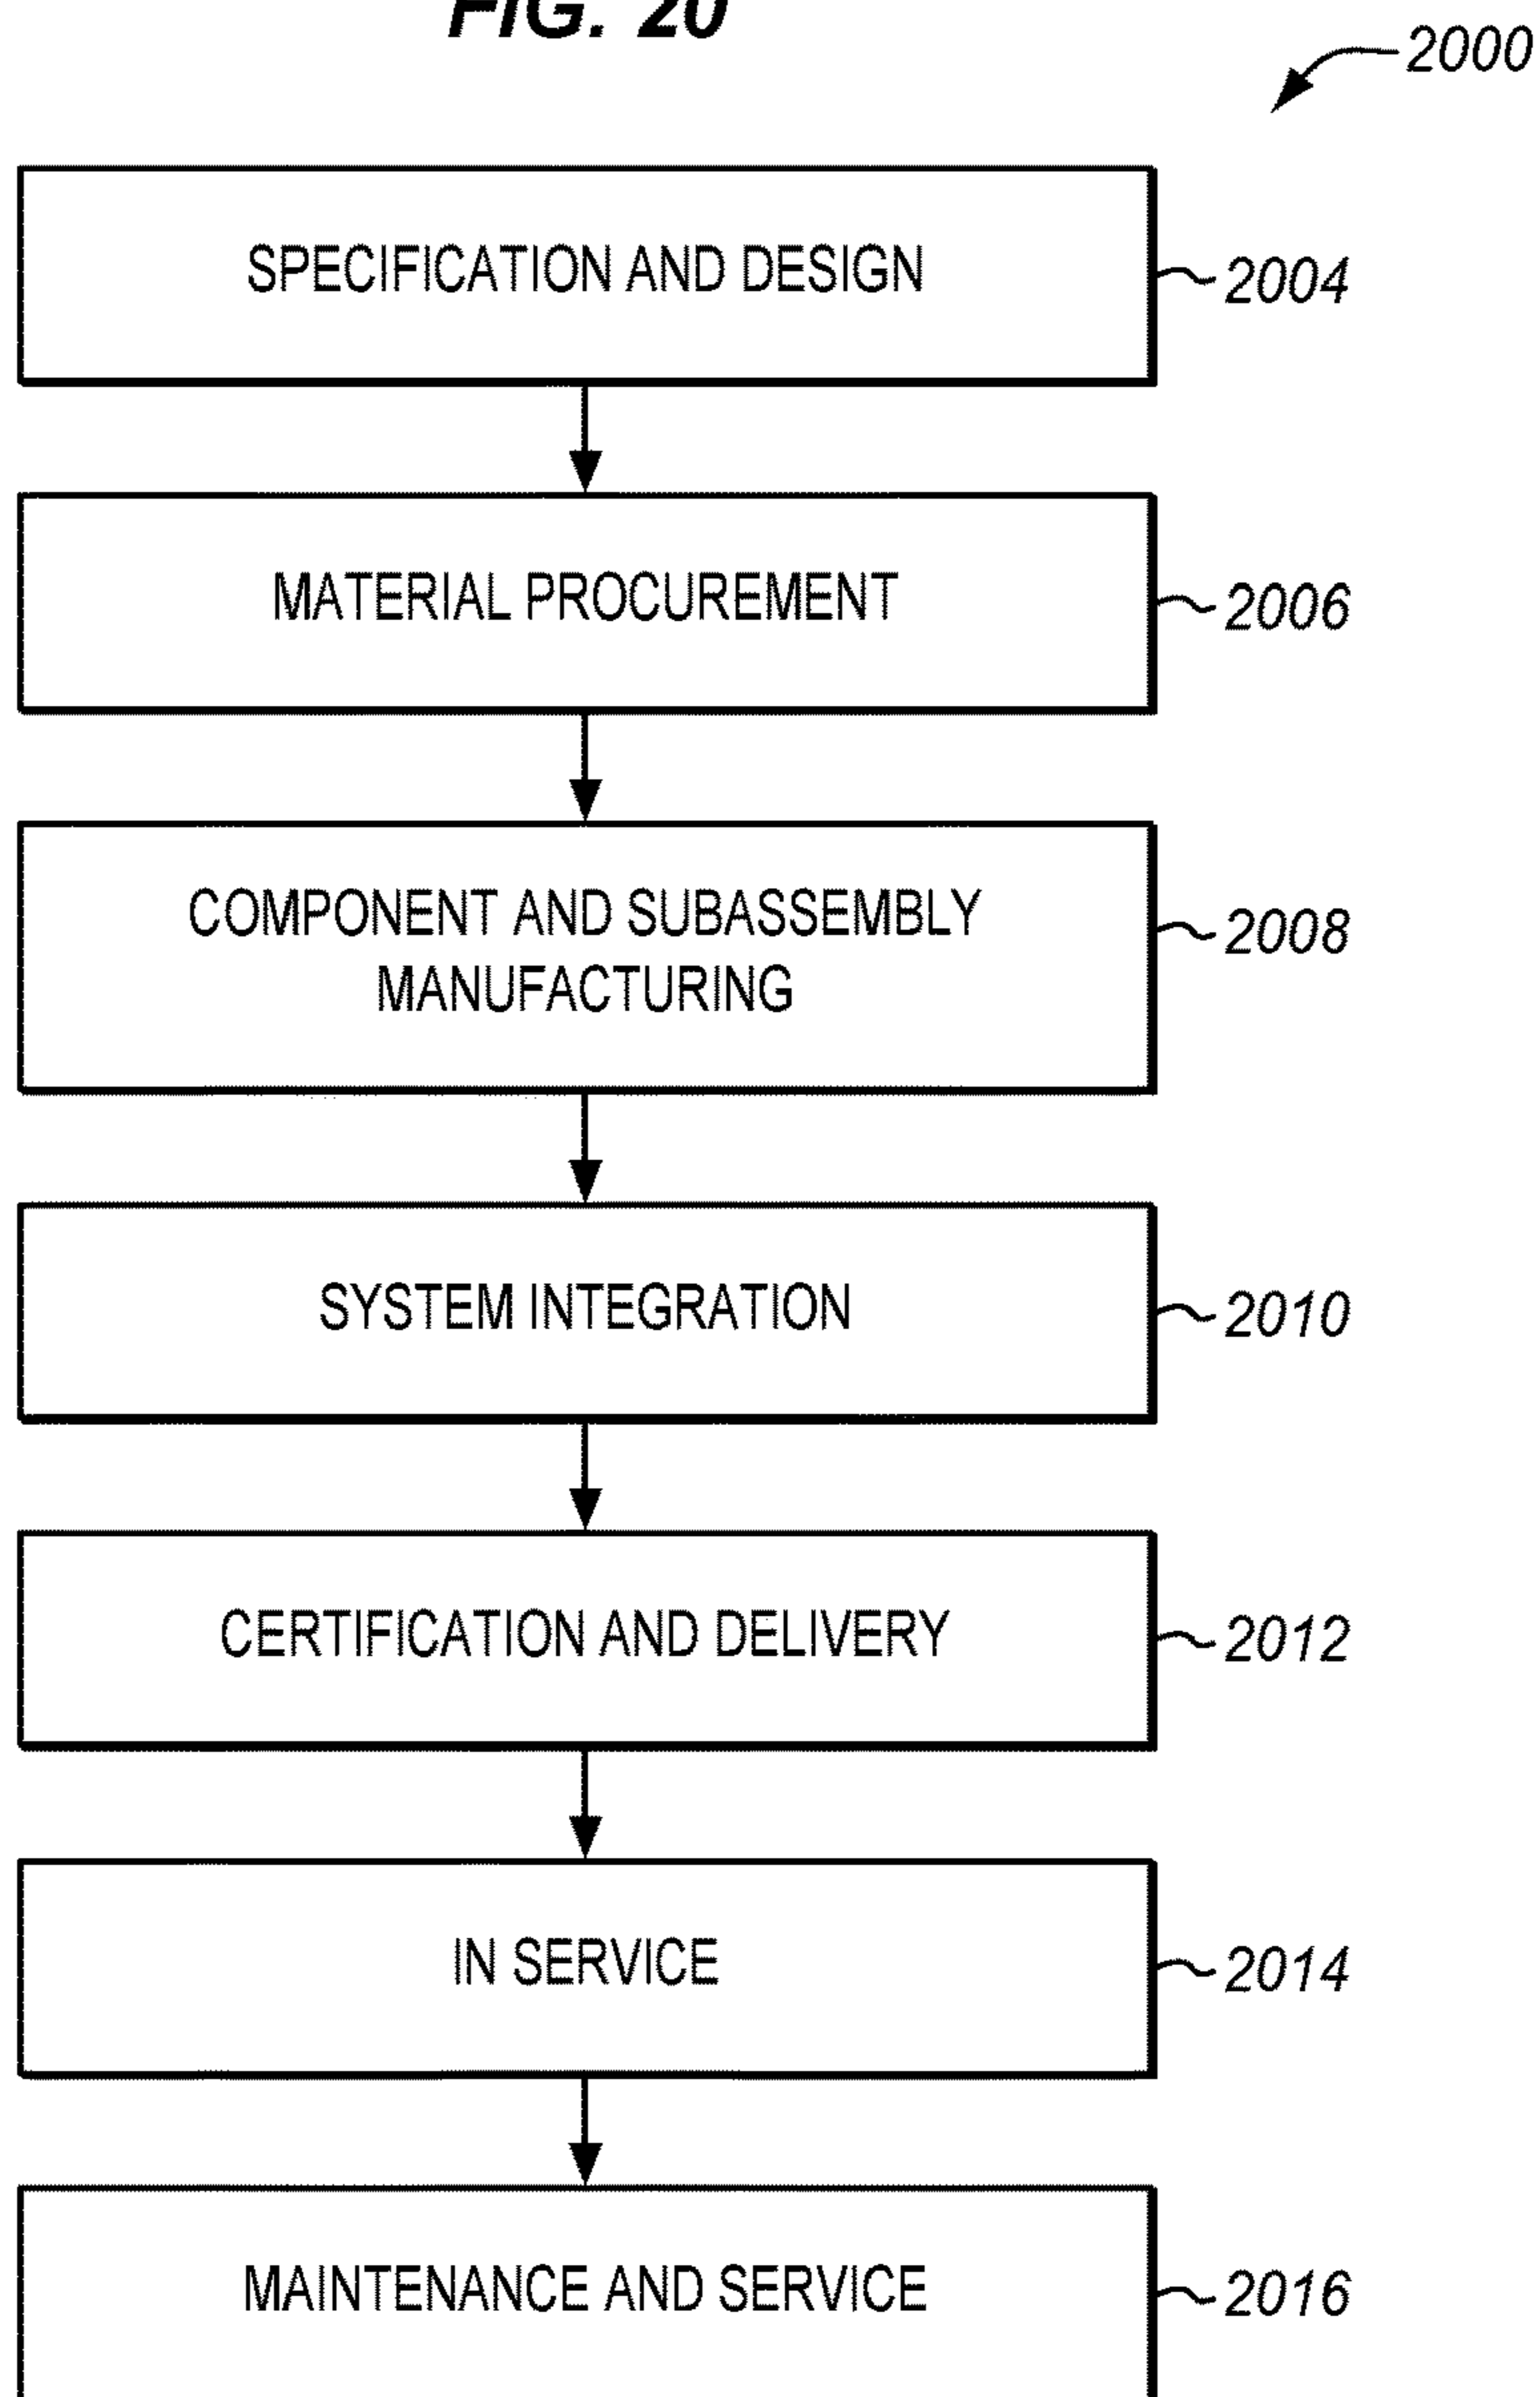 FIG. 20
2000
SPECIFICATION AND DESIGN
2004
MATERIAL PROCUREMENT
2006
COMPONENT AND SUBASSEMBLY
MANUFACTURING
2008
SYSTEM INTEGRATION
2010
CERTIFICATION AND DELIVERY
2012
IN SERVICE
2014
MAINTENANCE AND SERVICE
2016